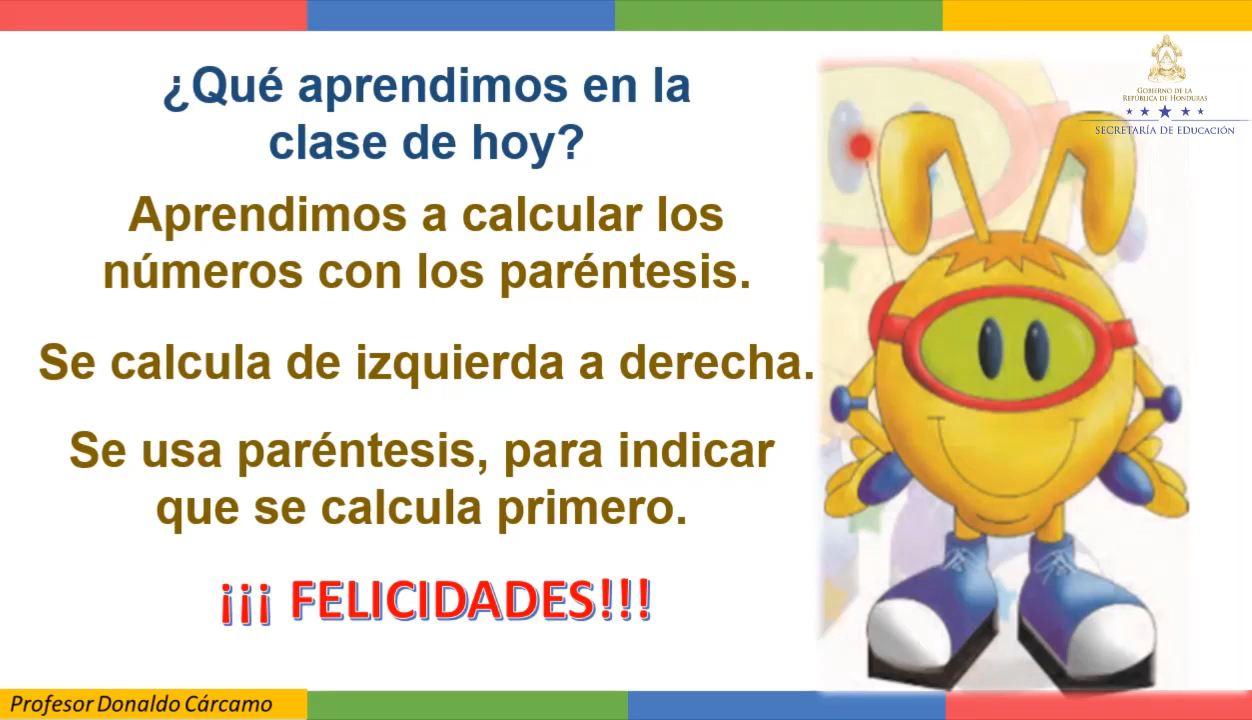 ¿Qué aprendimos en la
clase de hoy?
Aprendimos a calcular los
números con los paréntesis.
Se calcula de izquierda a derecha.
Se usa paréntesis, para indicar
que se calcula primero.
¡¡¡ FELICIDADES!!!
GOBIERNO DE LA
REPÚBLICA DE HONDURAS
SECRETARÍA DE EDUCACIÓN
Profesor Donaldo Cárcamo